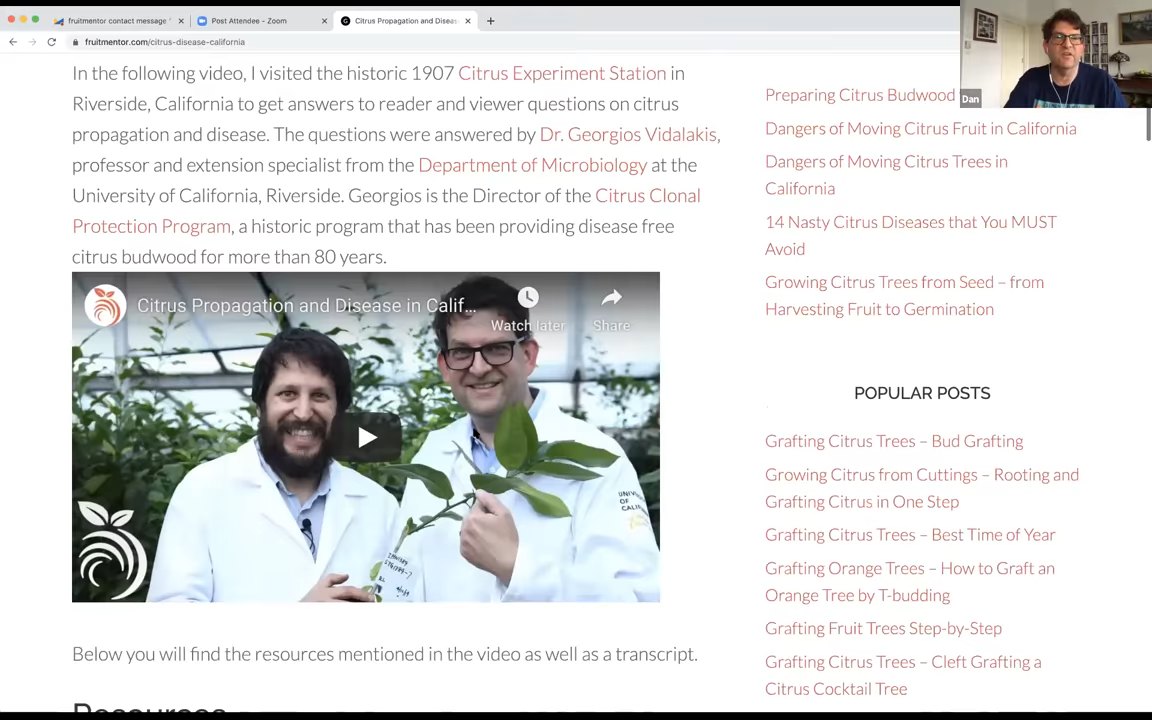 fruitmentor contact message
Post Attendee - Zoom
Citrus Propagation and Diseas
fruitmentor.com/citrus-disease-california
In the following video, I visited the historic 1907 Citrus Experiment Station in
Riverside, California to get answers to reader and viewer questions on citrus
propagation and disease. The questions were answered by Dr. Georgios Vidalakis,
professor and extension specialist from the Department of Microbiology at the
University of California, Riverside. Georgios is the Director of the Citrus Clonal
Protection Program, a historic program that has been providing disease free
citrus budwood for more than 80 years.
Citrus Propagation and Disease in Calif...
Watch later
Share
UNIV
OF
CALIF
Below you will find the resources mentioned in the video as well as a transcript.
Resources
Dan
Preparing Citrus Budwood
Dangers of Moving Citrus Fruit in California
Dangers of Moving Citrus Trees in
California
14 Nasty Citrus Diseases that You MUST
Avoid
Growing Citrus Trees from Seed – from
Harvesting Fruit to Germination
POPULAR POSTS
Grafting Citrus Trees – Bud Grafting
Growing Citrus from Cuttings – Rooting and
Grafting Citrus in One Step
Grafting Citrus Trees – Best Time of Year
Grafting Orange Trees – How to Graft an
Orange Tree by T-budding
Grafting Fruit Trees Step-by-Step
Grafting Citrus Trees – Cleft Grafting a
Citrus Cocktail Tree